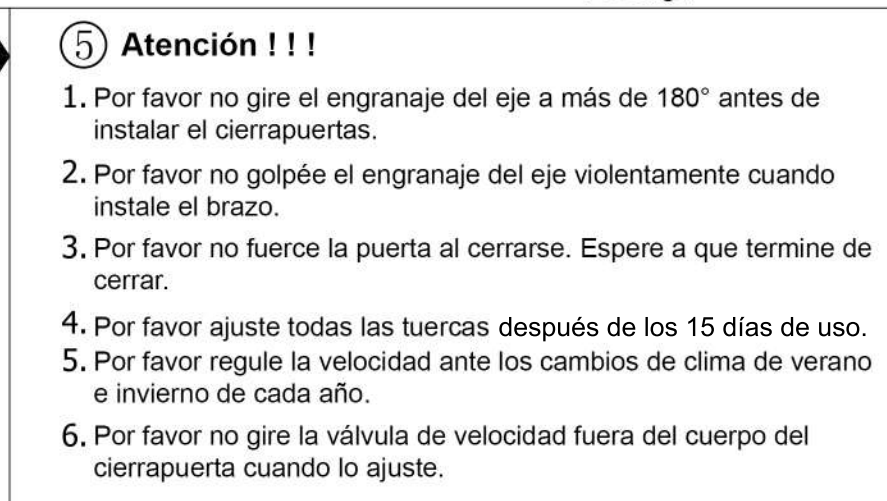 ⑤ Atención ! ! !
1. Por favor no gire el engranaje del eje a más de 180° antes de
instalar el cierrapuertas.
2. Por favor no golpée el engranaje del eje violentamente cuando
instale el brazo.
3. Por favor no fuerce la puerta al cerrarse. Espere a que termine de
cerrar.
4. Por favor ajuste todas las tuercas después de los 15 días de uso.
5. Por favor regule la velocidad ante los cambios de clima de verano
e invierno de cada año.
6. Por favor no gire la válvula de velocidad fuera del cuerpo del
cierrapuerta cuando lo ajuste.